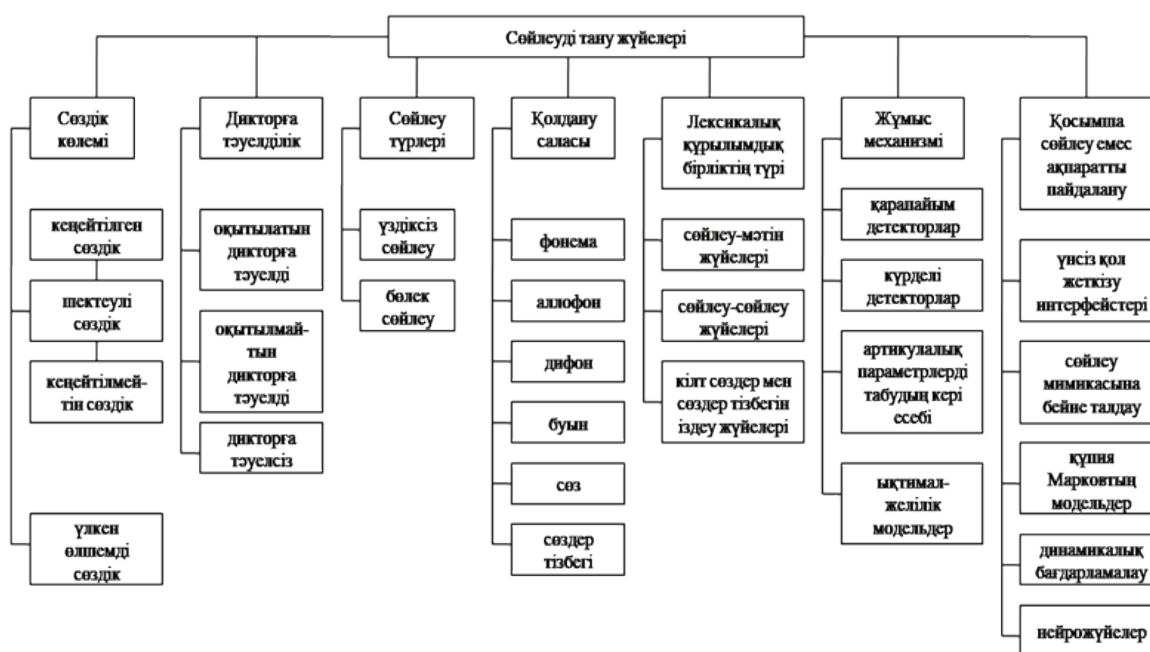 Сөйлеуді тану жүйелері
Сөздік
көлемі
кеңейтілген
сөздік
шектеулі
сөздік
кеңейтілмей-
тін сөздік
үлкен
өлшемді
сөздік
Дикторға
тәуелділік
оқытылатын
дикторға
тәуелді
оқытылмай-
тын
дикторға
тәуелді
дикторға
тәуелсіз
Сөйлеу
түрлері
үздіксіз
сөйлеу
бөлек
сөйлеу
Қолдану
саласы
фонема
аллофон
дифон
буын
сөз
сөздер
тізбегі
Лексикалық
құрылымдық
бірліктің түрі
сөйлеу-мәтін
жүйелері
сөйлеу-сөйлеу
жүйелері
кілт сөздер мен
сөздер тізбегін
іздеу жүйелері
Жұмыс
механизмі
қарапайым
детекторлар
күрделі
детекторлар
артикулалық
параметрлерді
табудың кері
есебі
ықтимал-
желілік
модельдер
Қосымша
сөйлеу емес
ақпаратты
пайдалану
үнсіз қол
жеткізу
интерфейстері
сөйлеу
мимикасына
бейне талдау
құпия
Марковтың
модельдер
динамикалық
бағдарламалау
нейрожүйелер